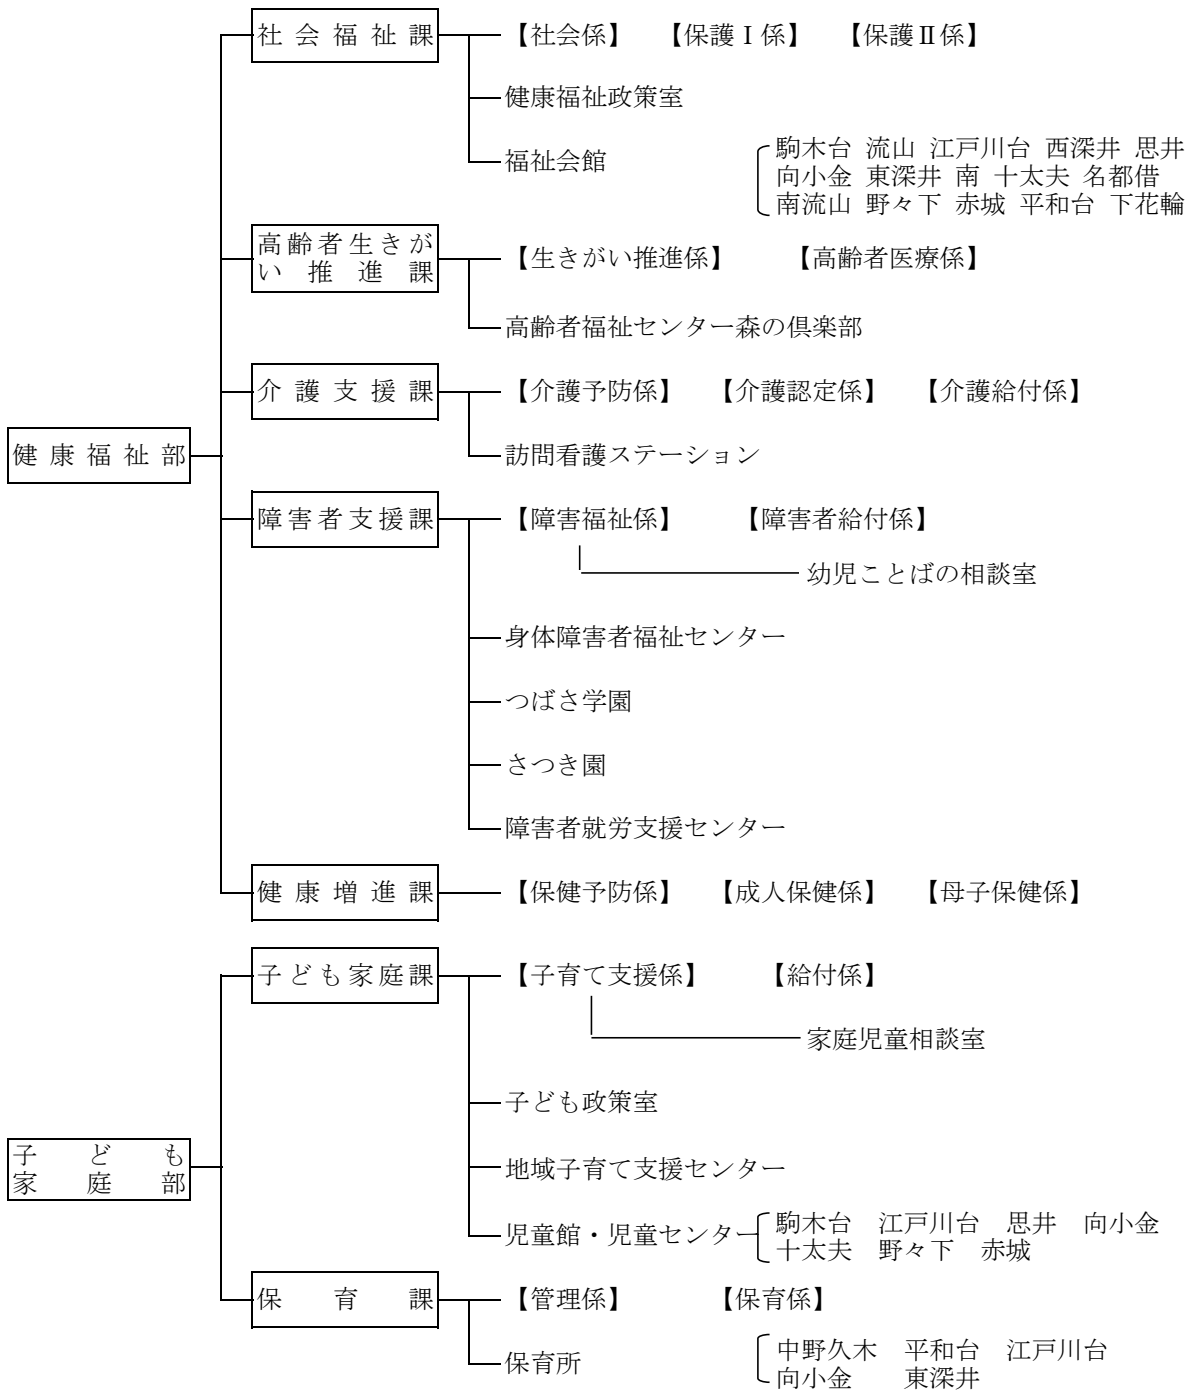 社会福祉課 【社会係】 【保護Ⅰ係】 【保護Ⅱ係】
健康福祉政策室
福祉会館 駒木台 流山 江戸川台 西深井 思井
向小金 東深井 南 十太夫 名都借
南流山 野々下 赤城 平和台 下花輪
高齢者生きが
い推進課 【生きがい推進係】 【高齢者医療係】
高齢者福祉センター森の倶楽部
介護支援課 【介護予防係】 【介護認定係】 【介護給付係】
健康福祉部
訪問看護ステーション
障害者支援課 【障害福祉係】 【障害者給付係】
幼児ことばの相談室
身体障害者福祉センター
つばさ学園
さつき園
障害者就労支援センター
健康増進課 【保健予防係】 【成人保健係】 【母子保健係】
子ども家庭課 【子育て支援係】 【給付係】
家庭児童相談室
子ども政策室
子ども
家庭部
地域子育て支援センター
児童館・児童センター 駒木台 江戸川台 思井 向小金
十太夫 野々下 赤城
保育課 【管理係】 【保育係】
保育所 中野久木 平和台 江戸川台
向小金 東深井